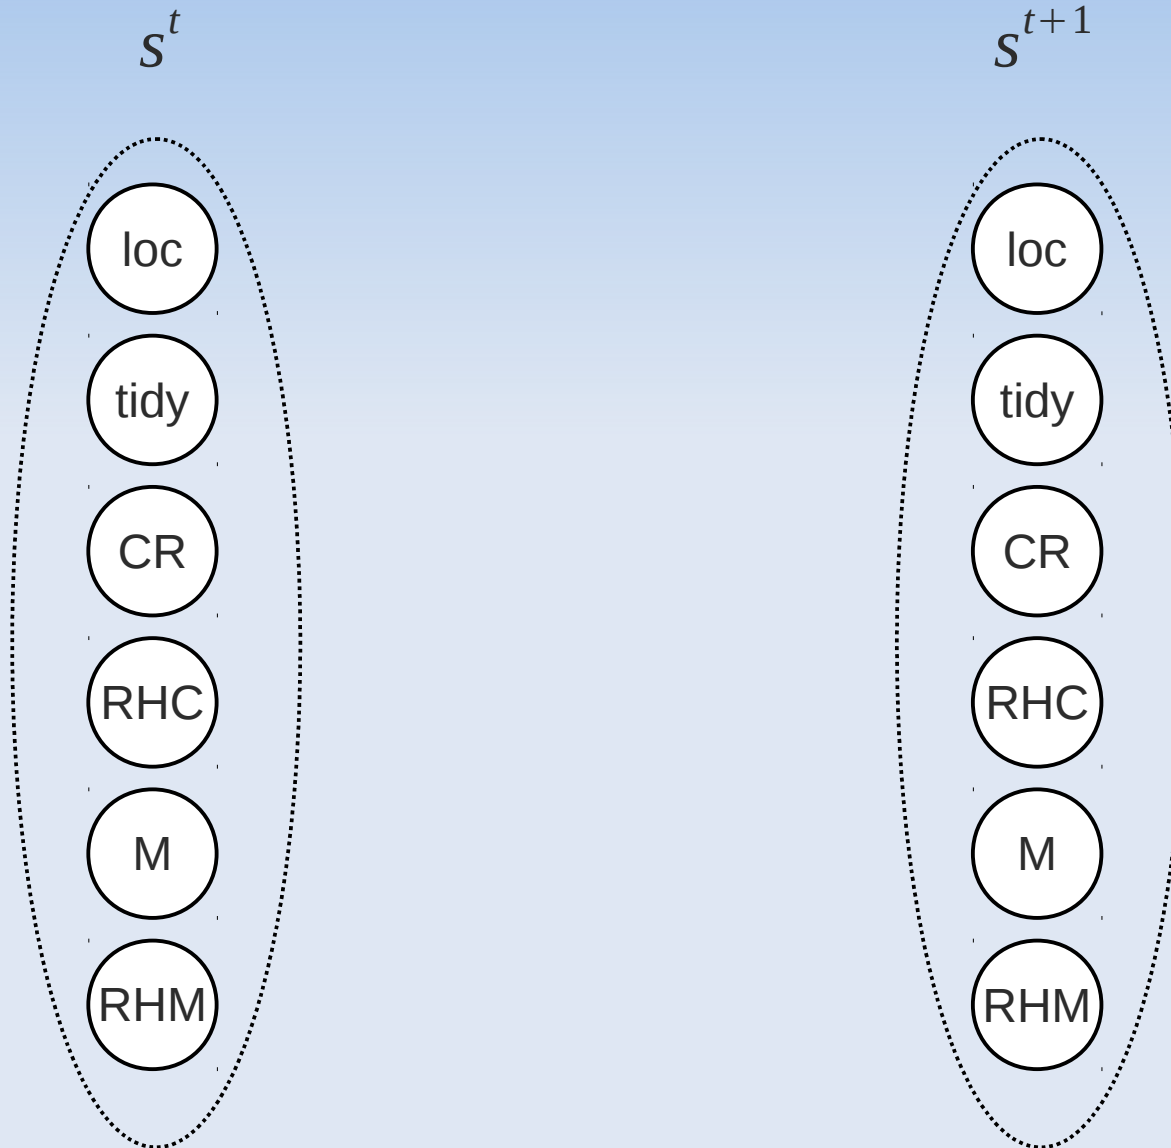 s^t s^{t+1}
loc loc
tidy tidy
CR CR
RHC RHC
M M
RHM RHM